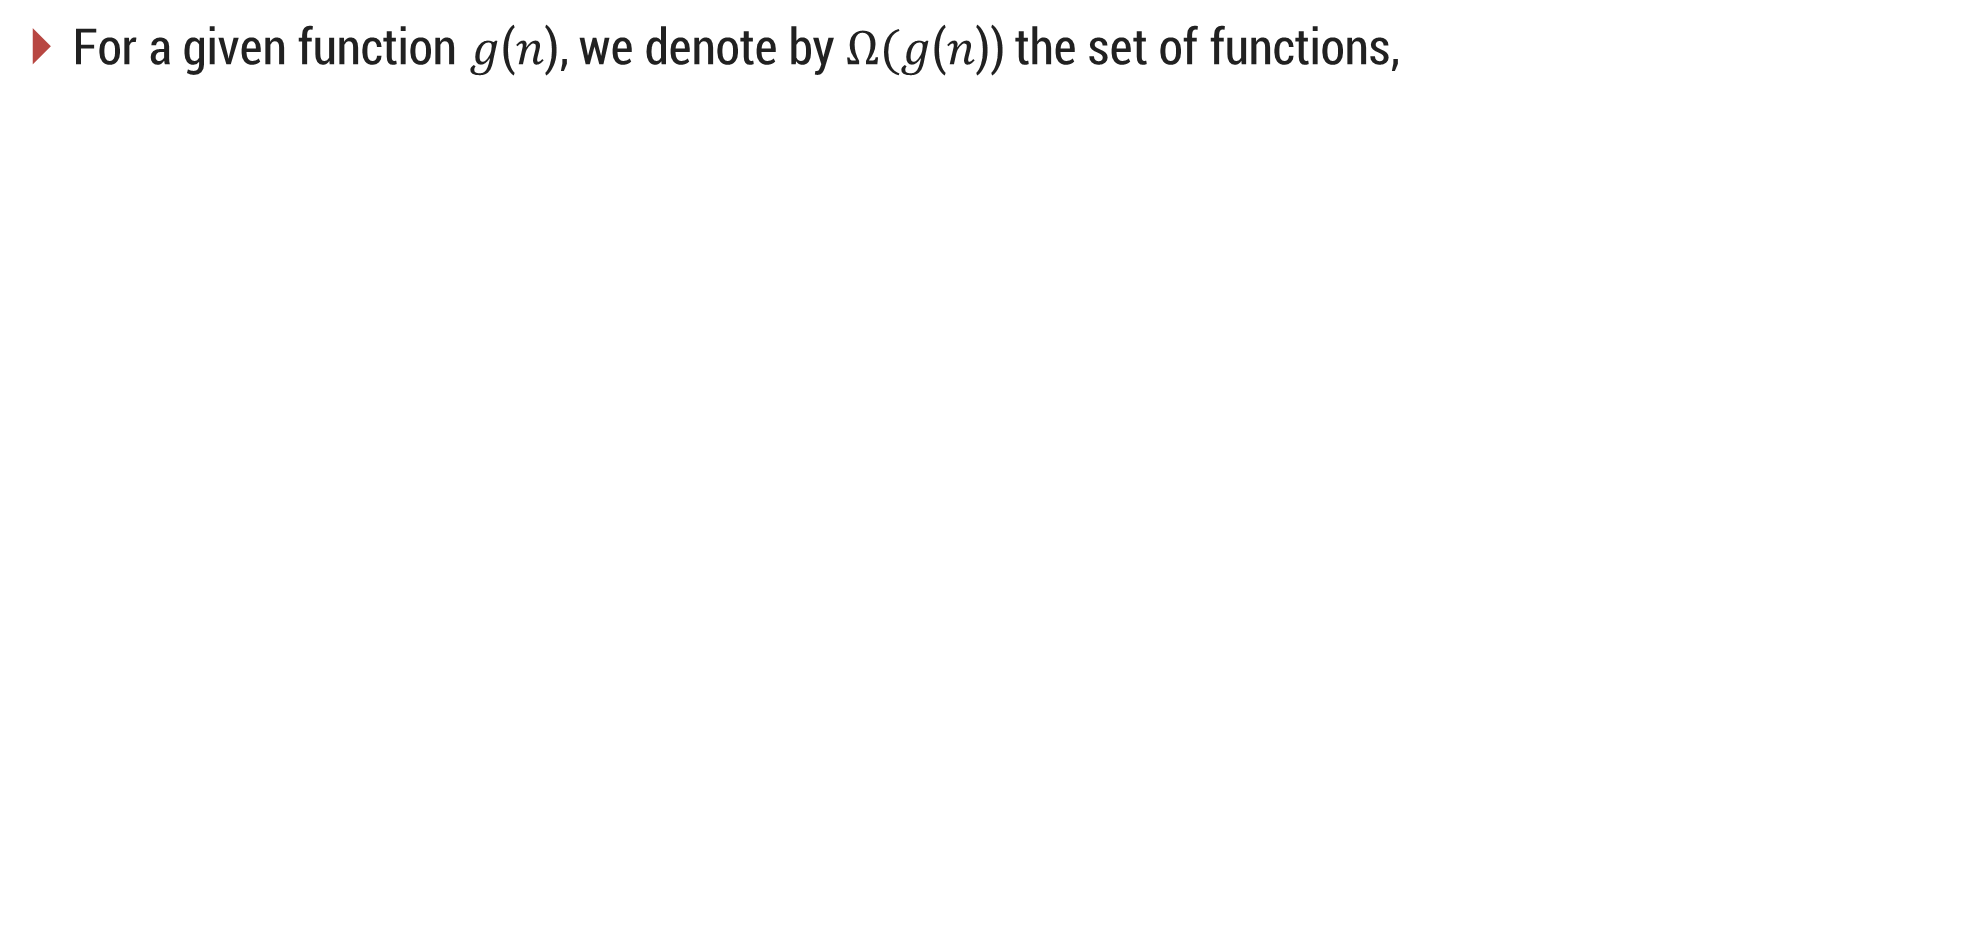 For a given function g(n), we denote by Ω(g(n)) the set of functions,